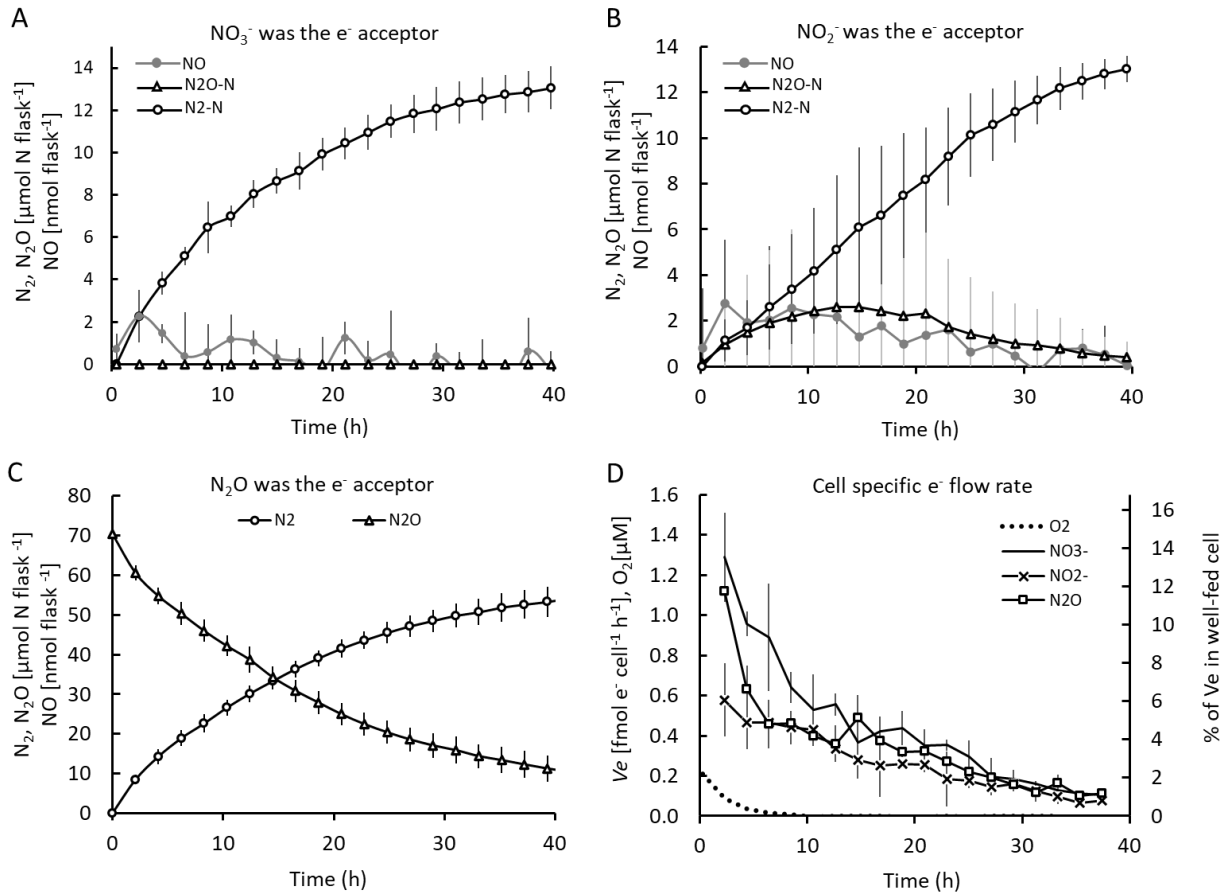 A
NO₃⁻ was the e⁻ acceptor
NO
N2O-N
N2-N
N₂, N₂O [µmol N flask⁻¹]
NO [nmol flask⁻¹]
14
12
10
8
6
4
2
0
0 10 20 30 40
Time (h)
B
NO₂⁻ was the e⁻ acceptor
NO
N2O-N
N2-N
N₂, N₂O [µmol N flask⁻¹]
NO [nmol flask⁻¹]
14
12
10
8
6
4
2
0
0 10 20 30 40
Time (h)
C
N₂O was the e⁻ acceptor
N2 N2O
N₂, N₂O [µmol N flask⁻¹]
NO [nmol flask⁻¹]
80
70
60
50
40
30
20
10
0
0 10 20 30 40
Time (h)
D
Cell specific e⁻ flow rate
O2
NO3-
NO2-
N2O
Ve [fmol e⁻ cell⁻¹ h⁻¹], O₂[µM]
1.6
1.4
1.2
1.0
0.8
0.6
0.4
0.2
0.0
16
14
12
10
8
6
4
2
0
% of Ve in well-fed cell
0 10 20 30 40
Time (h)